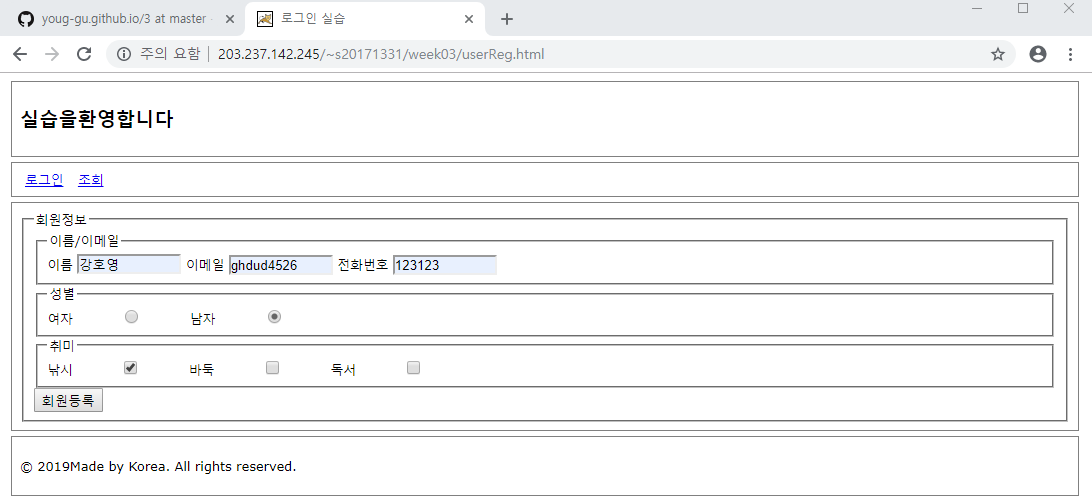 youg-gu.github.io/3 at master
로그인 실습
주의 요함 | 203.237.142.245/~s20171331/week03/userReg.html
실습을환영합니다
로그인 조회
회원정보
이름/이메일
이름 강호영 이메일 ghdud4526 전화번호 123123
성별
여자 남자
취미
낚시 바둑 독서
회원등록
© 2019Made by Korea. All rights reserved.